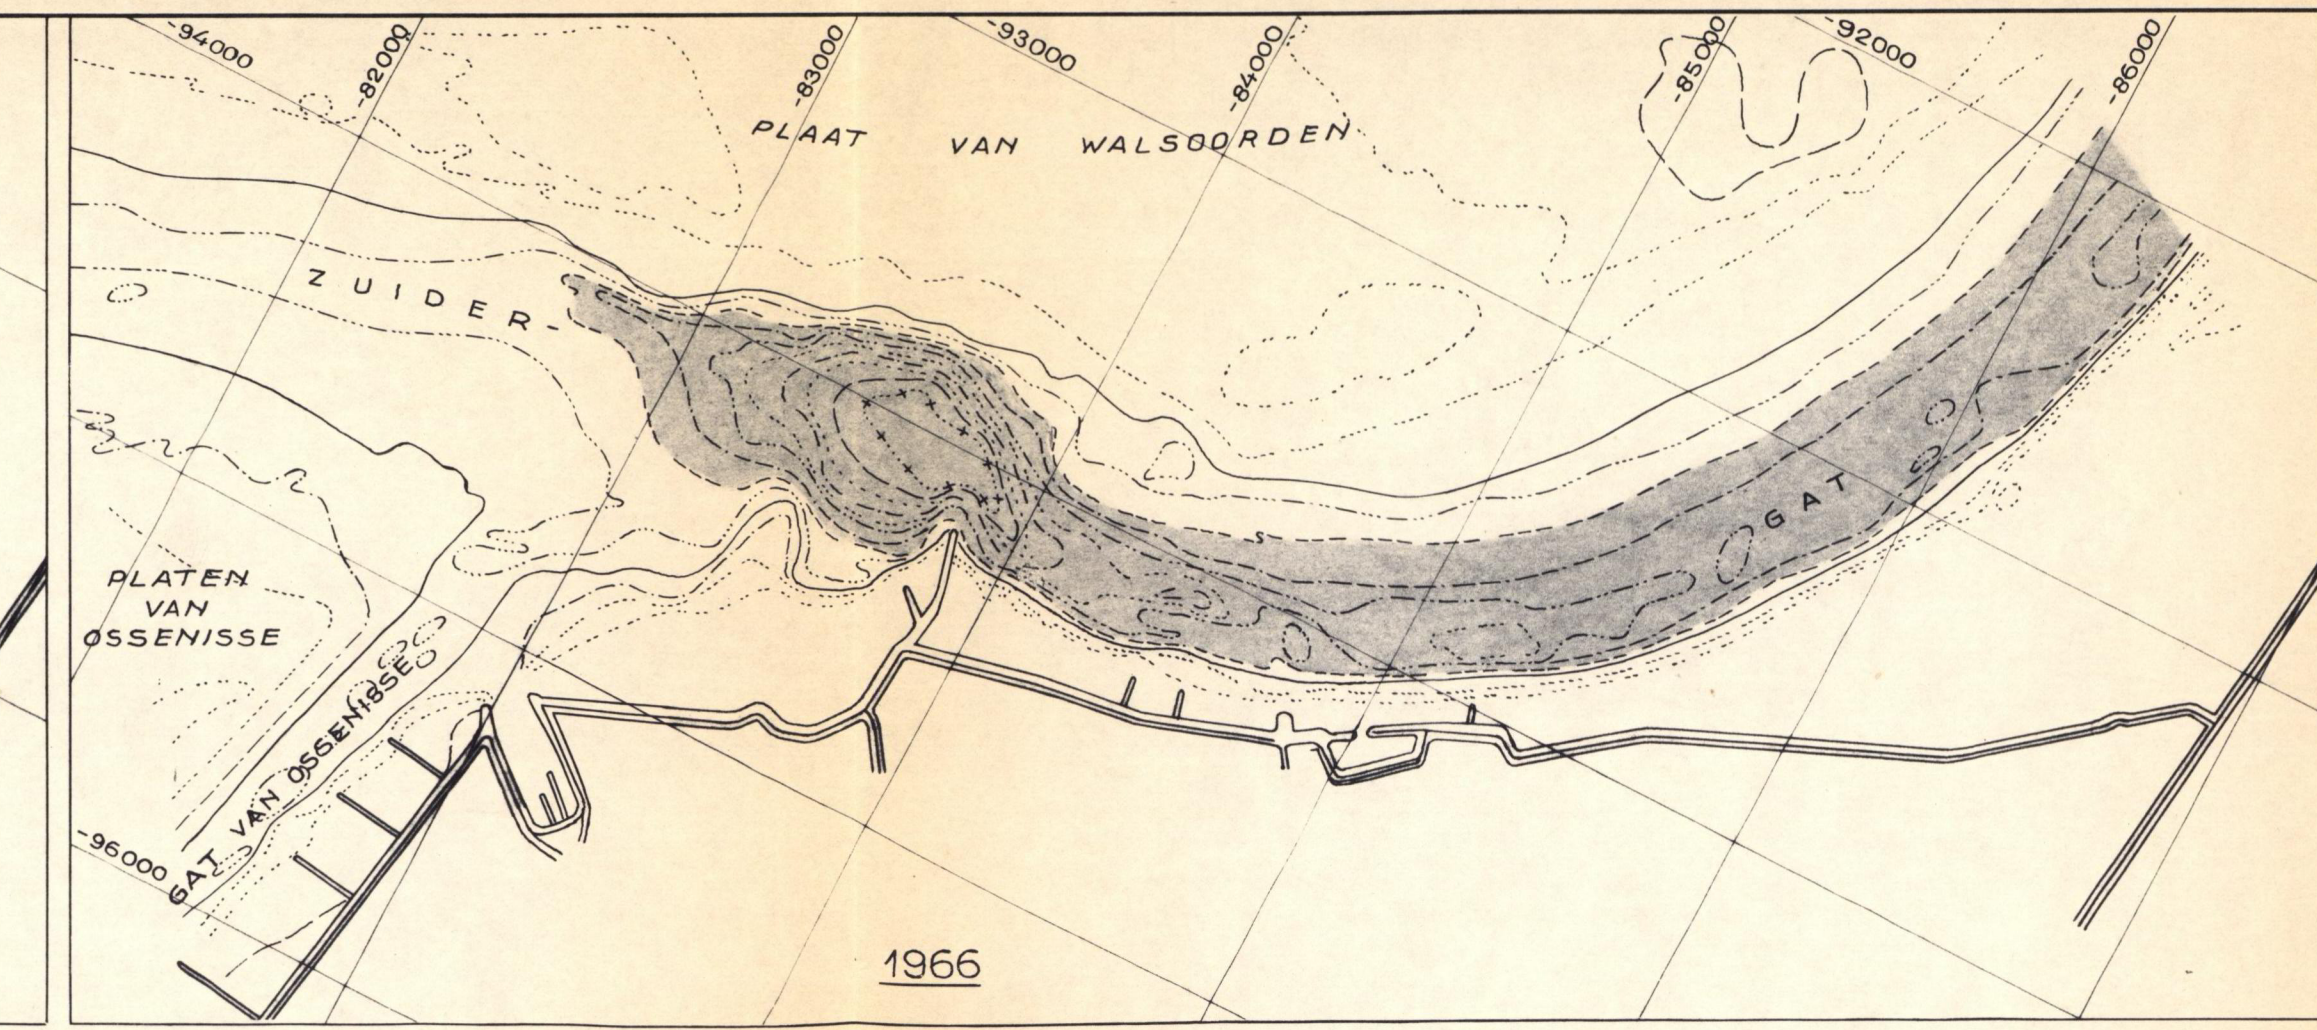 -94000
-82000
-83000
-93000
-84000
-85000
-92000
-86000
PLAAT VAN WALSOORDEN
ZUIDER-
GAT
PLATEN
VAN
OSSENISSE
GAT VAN OSSENISSE
-96000
1966